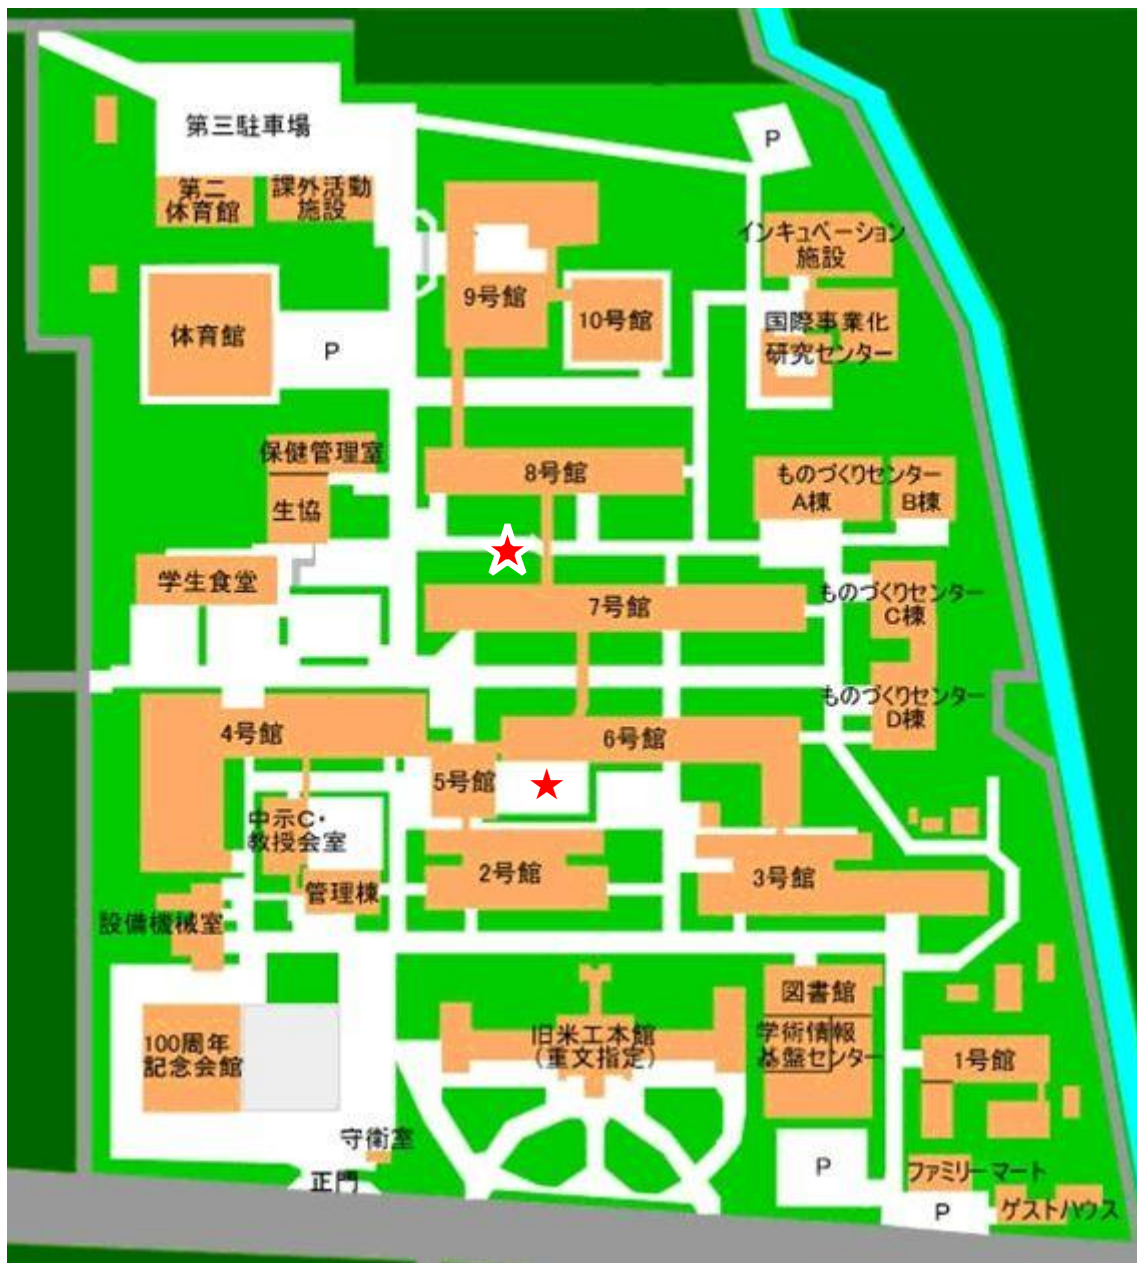 第三駐車場
P
第二
体育館
課外活動
施設
インキュベーション
施設
9号館
10号館
体育館
P
国際事業化
研究センター
保健管理室
8号館
ものづくりセンター
A棟
B棟
生協
学生食堂
7号館
ものづくりセンター
C棟
ものづくりセンター
D棟
4号館
6号館
5号館
中示C・
教授会室
2号館
3号館
管理棟
設備機械室
図書館
100周年
記念会館
旧米工本館
(重文指定)
学術情報
基盤センター
1号館
守衛室
正門
P
ファミリーマート
P
ゲストハウス